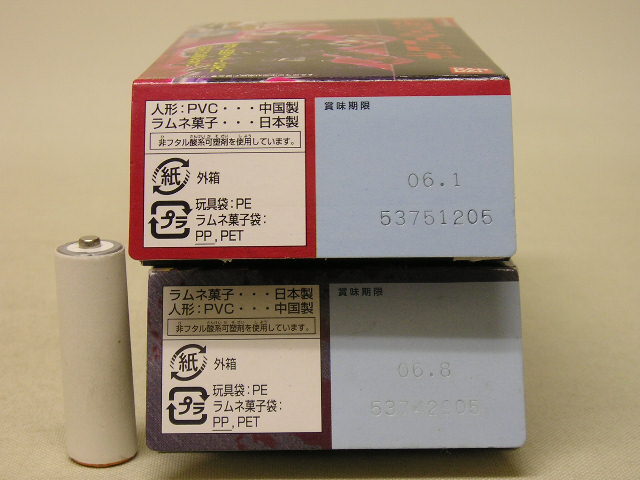 人形:PVC・・・中国製
ラムネ菓子・・・日本製
非フタル酸系可塑剤を使用しています。
紙 外箱
プラ 玩具袋:PE
ラムネ菓子袋:
PP,PET
賞味期限
06.1
53751205
ラムネ菓子・・・日本製
人形:PVC・・・中国製
非フタル酸系可塑剤を使用しています。
紙 外箱
プラ 玩具袋:PE
ラムネ菓子袋:
PP,PET
賞味期限
06.8